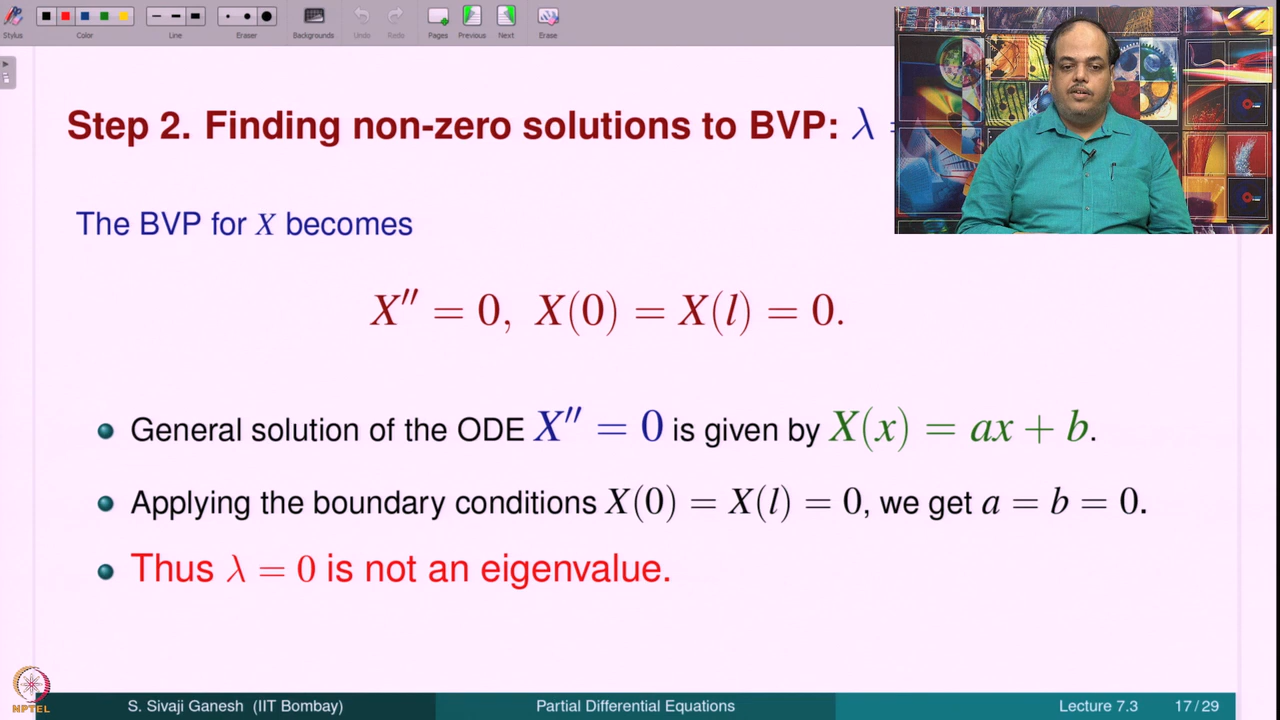 Stylus Color Line Eraser Backgrounds Undo Redo Pages Previous Next Erase
Step 2. Finding non-zero solutions to BVP: λ
The BVP for X becomes
X″ = 0, X(0) = X(l) = 0.
General solution of the ODE X″ = 0 is given by X(x) = ax + b.
Applying the boundary conditions X(0) = X(l) = 0, we get a = b = 0.
Thus λ = 0 is not an eigenvalue.
NPTEL
S. Sivaji Ganesh (IIT Bombay) Partial Differential Equations Lecture 7.3 17/29